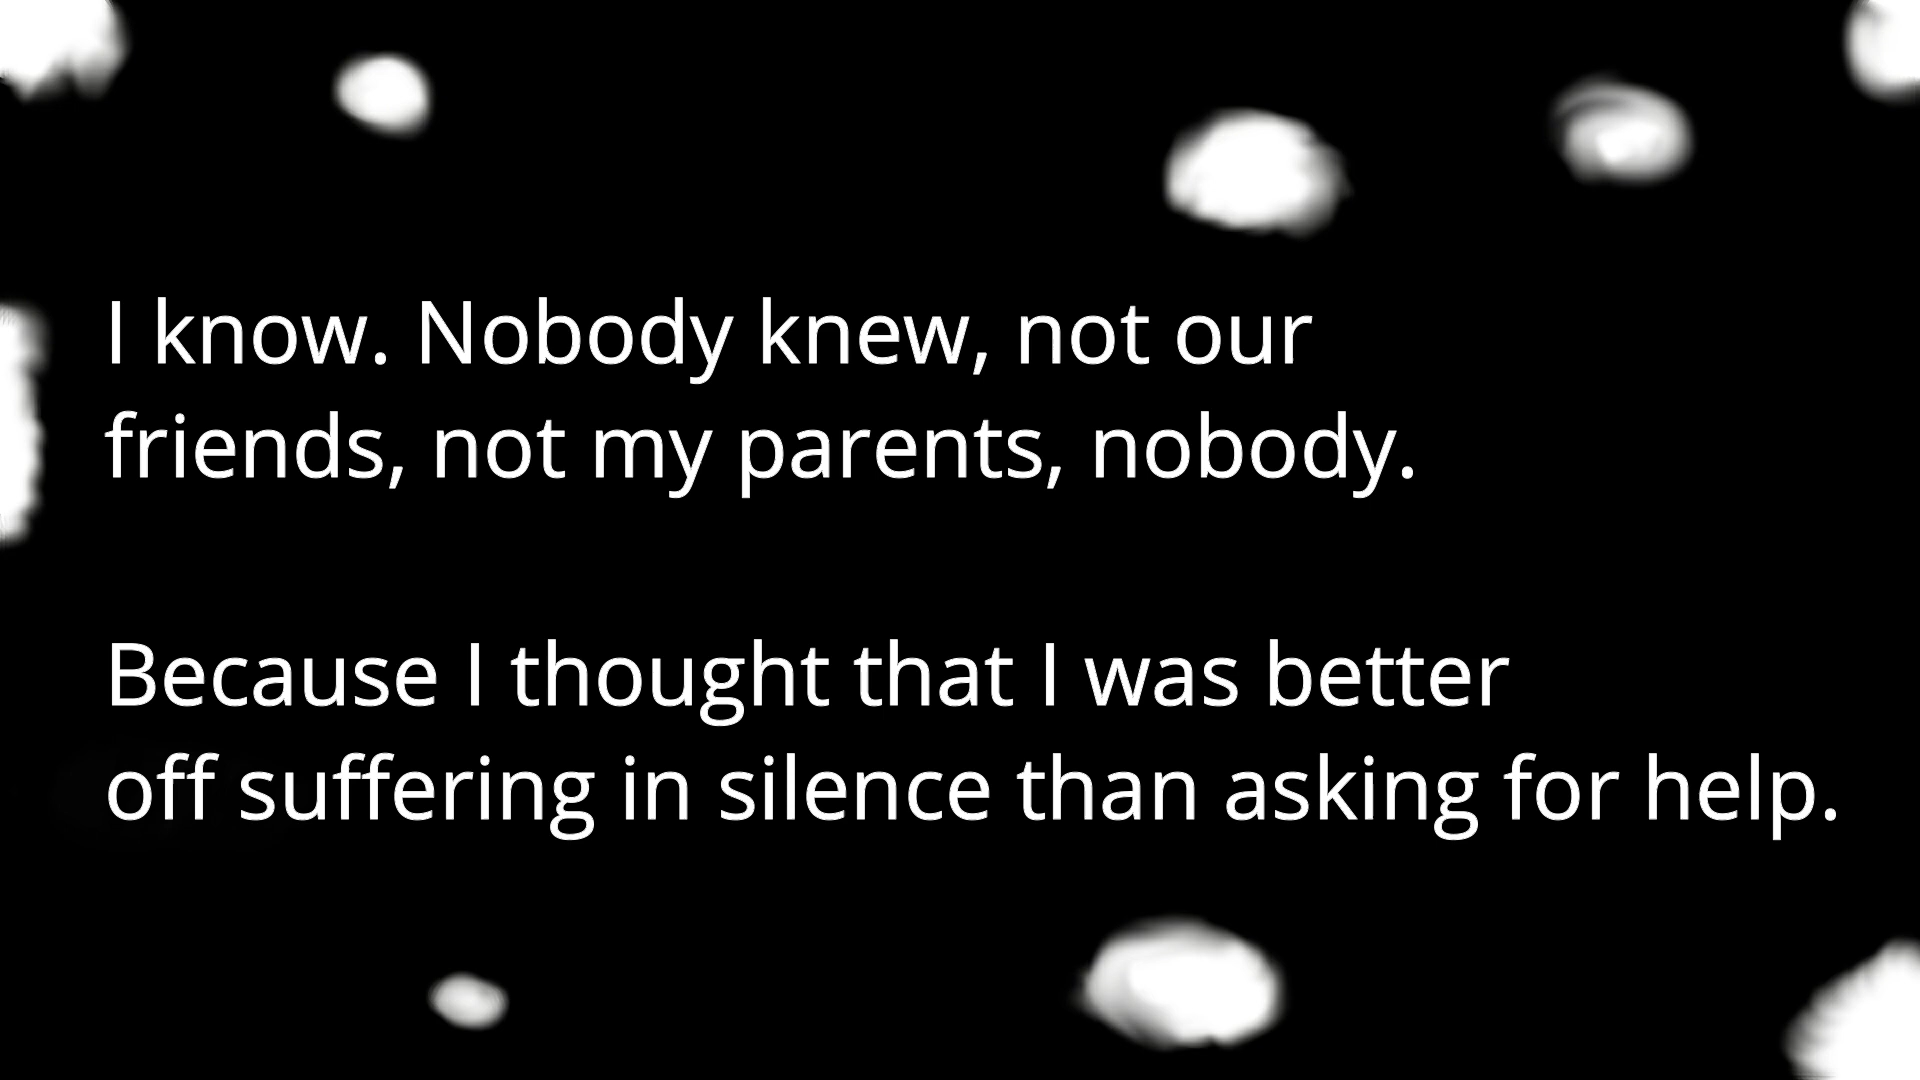 I know. Nobody knew, not our
friends, not my parents, nobody.
Because I thought that I was better
off suffering in silence than asking for help.